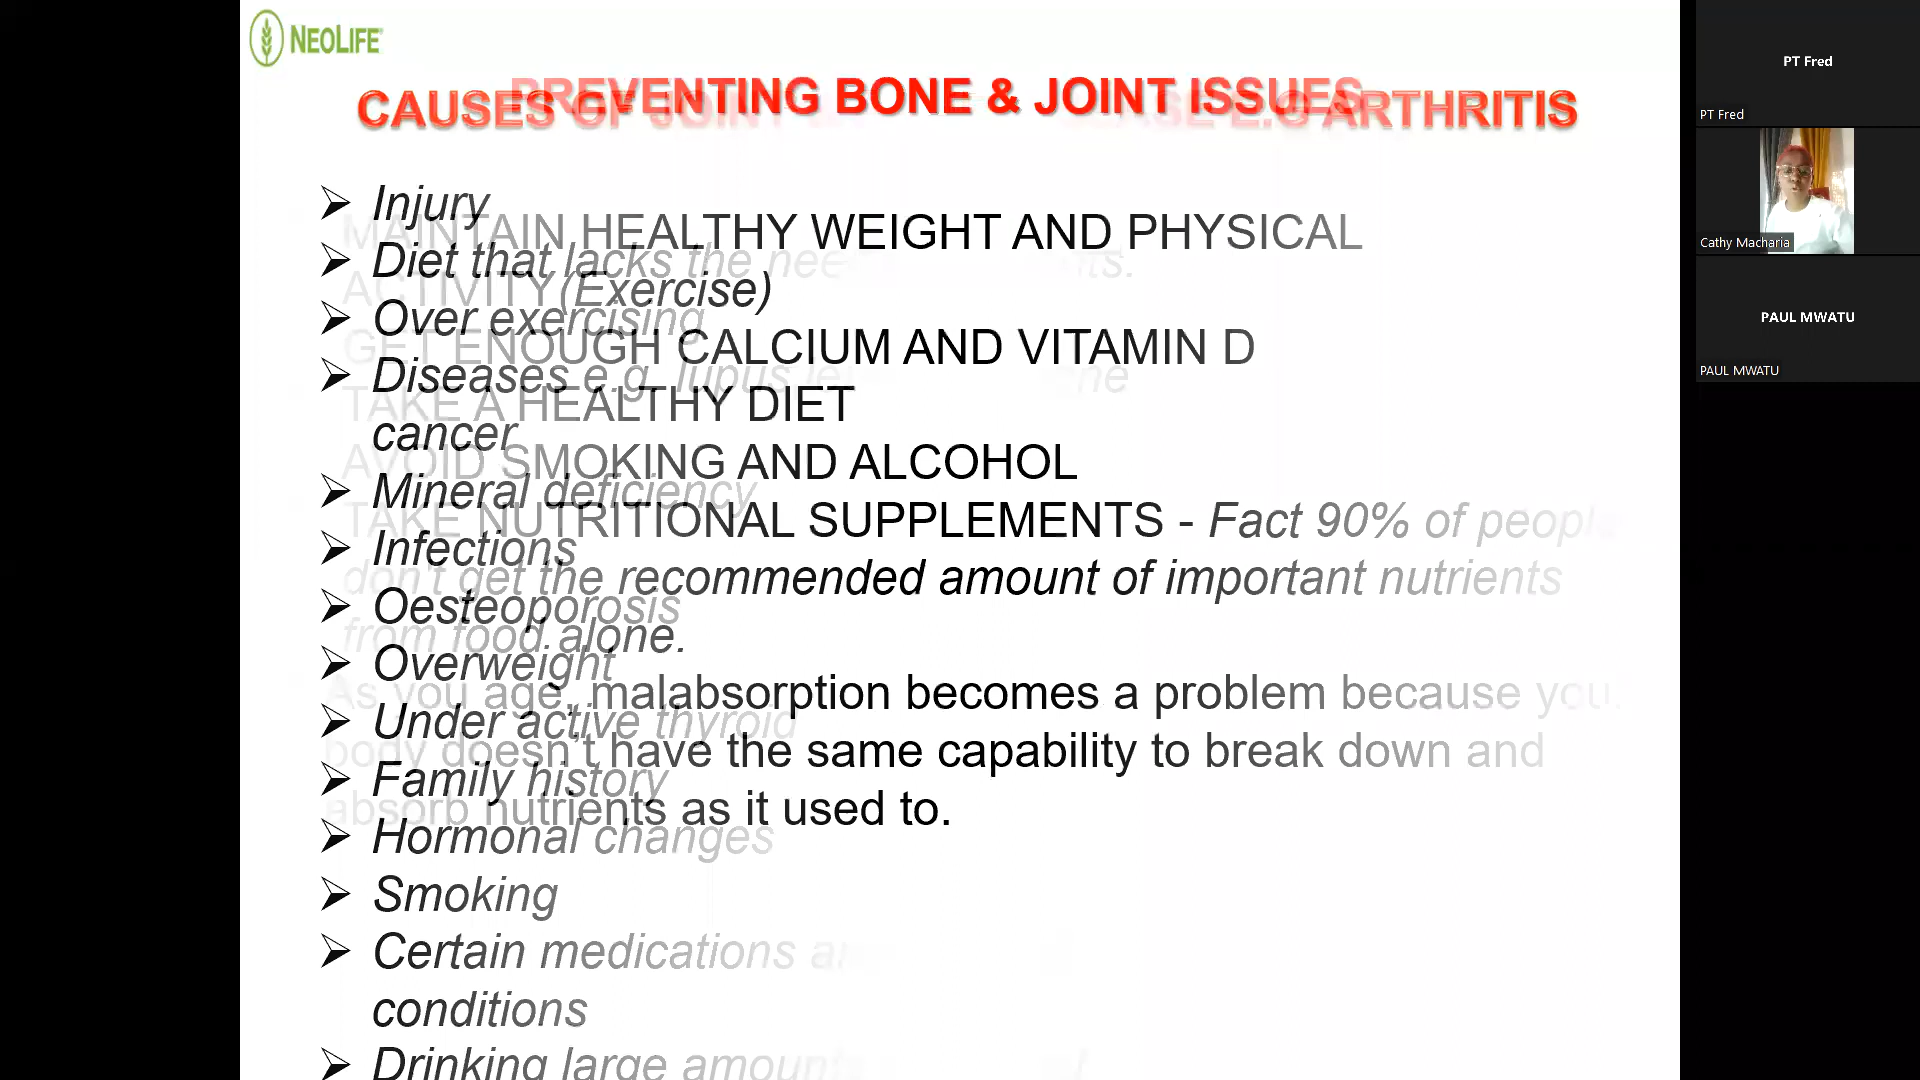 NEOLIFE
PREVENTING BONE & JOINT ISSUES
CAUSES OF JOINT E.G ARTHRITIS
Injury
MAINTAIN HEALTHY WEIGHT AND PHYSICAL
Diet that lacks the
ACTIVITY(Exercise)
Over exercising
GET ENOUGH CALCIUM AND VITAMIN D
Diseases e.g. lupus
TAKE A HEALTHY DIET
cancer
AVOID SMOKING AND ALCOHOL
Mineral deficiency
TAKE NUTRITIONAL SUPPLEMENTS - Fact 90% of people
Infections
don't get the recommended amount of important nutrients
Oesteoporosis
from food alone.
Overweight
As you age, malabsorption becomes a problem because your
Under active thyroid
body doesn't have the same capability to break down and
Family history
absorb nutrients as it used to.
Hormonal changes
Smoking
Certain medications
conditions
Drinking large amounts
PT Fred
PT Fred
Cathy Macharia
PAUL MWATU
PAUL MWATU